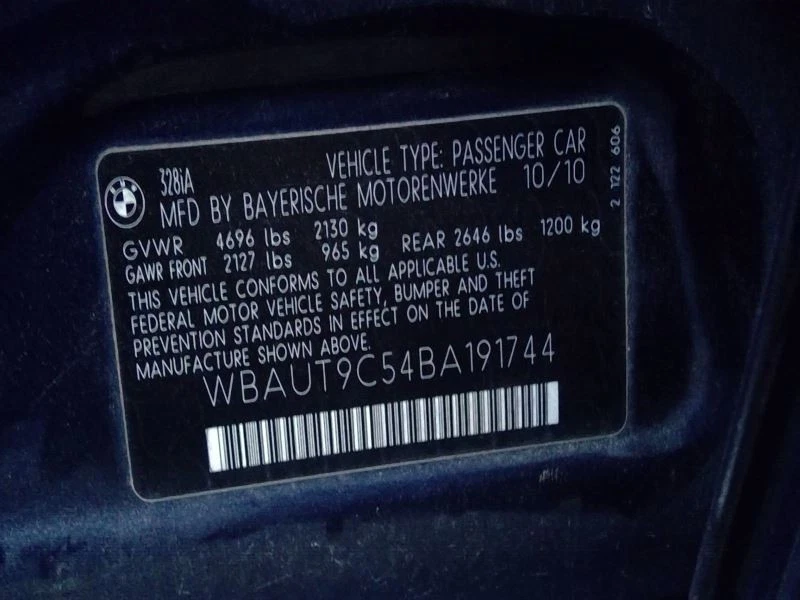 BMW
328iA VEHICLE TYPE: PASSENGER CAR
MFD BY BAYERISCHE MOTORENWERKE 10/10
GVWR 4696 lbs 2130 kg
GAWR FRONT 2127 lbs 965 kg REAR 2646 lbs 1200 kg
THIS VEHICLE CONFORMS TO ALL APPLICABLE U.S.
FEDERAL MOTOR VEHICLE SAFETY, BUMPER AND THEFT
PREVENTION STANDARDS IN EFFECT ON THE DATE OF
MANUFACTURE SHOWN ABOVE.
WBAUT9C54BA191744
2 122 606